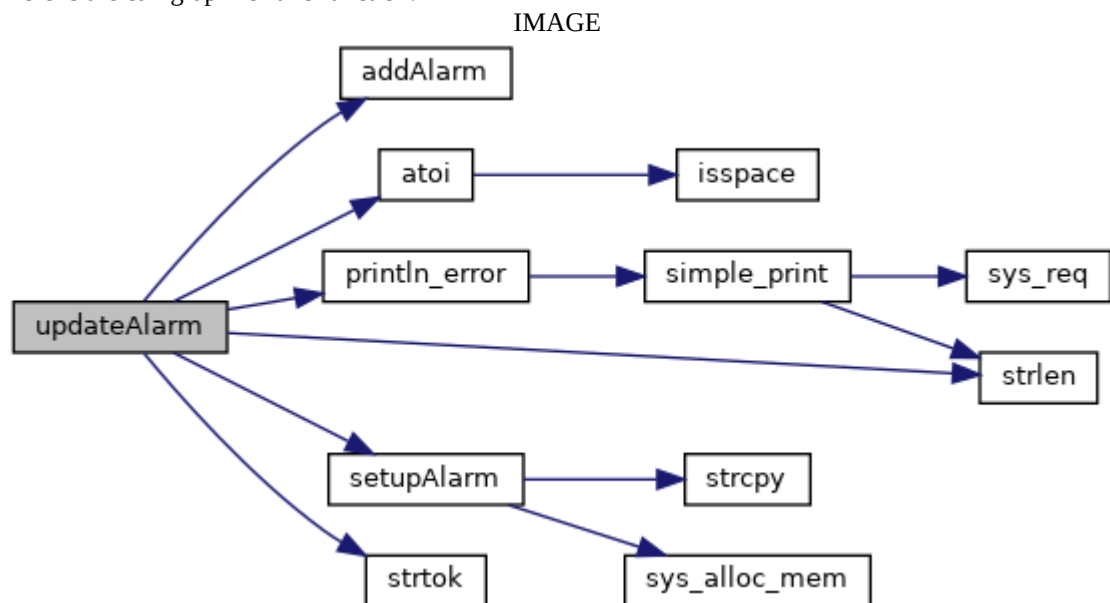 IMAGE
addAlarm
atoi
isspace
println_error
simple_print
sys_req
updateAlarm
strlen
setupAlarm
strcpy
strtok
sys_alloc_mem